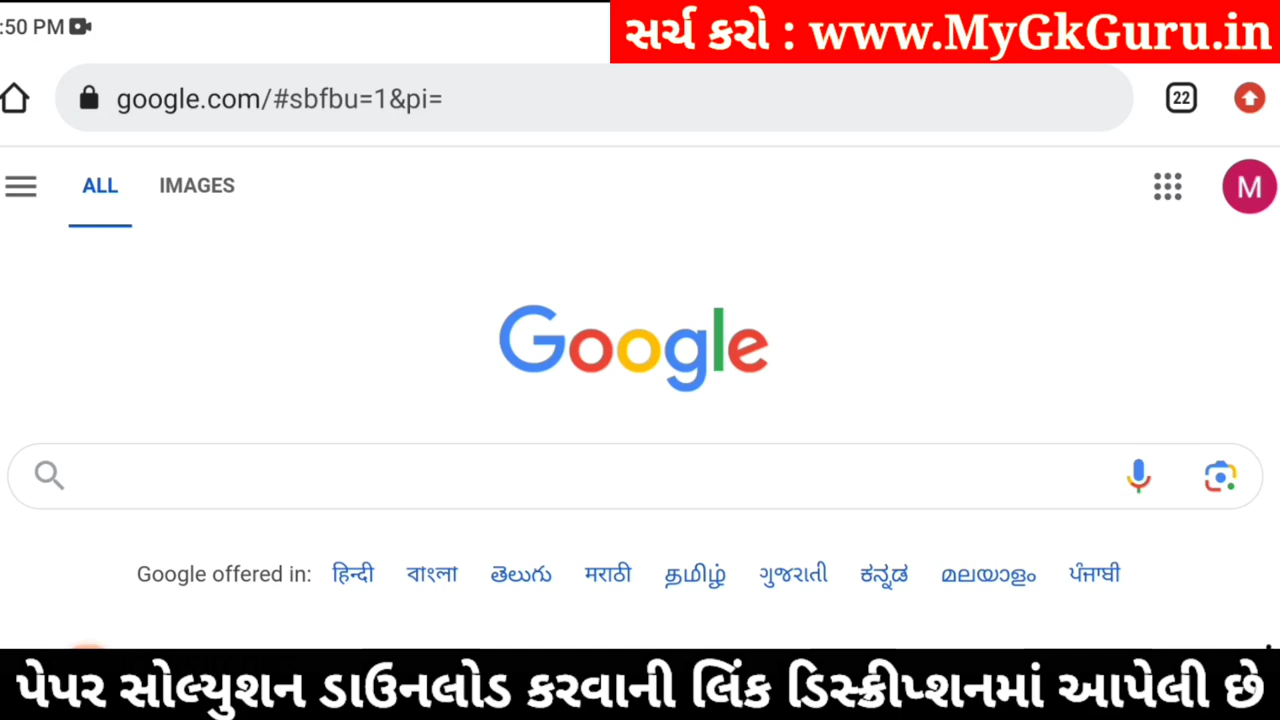 :50 PM
સર્ચ કરો : www.MyGkGuru.in
google.com/#sbfbu=1&pi=
22
ALL IMAGES
M
Google
Google offered in: हिन्दी বাংলা తెలుగు मराठी தமிழ் ગુજરાતી ಕನ್ನಡ മലയാളം ਪੰਜਾਬੀ
પેપર સોલ્યુશન ડાઉનલોડ કરવાની લિંક ડિસ્ક્રીપ્શનમાં આપેલી છે